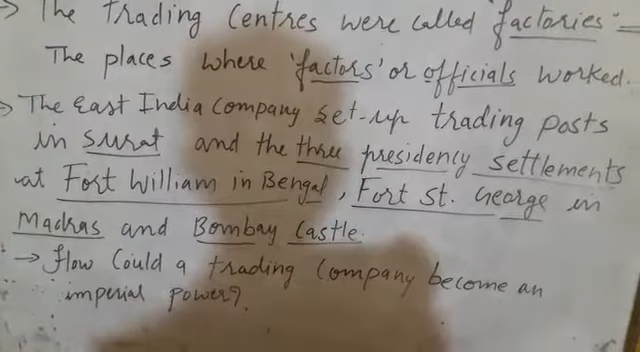 → The trading Centres were called 'factories' =
The places where 'factors' or officials worked.
→ The East India Company set-up trading posts
in Surat and the three presidency settlements
at Fort William in Bengal, Fort St. George in
Madras and Bombay Castle.
→ How Could a trading Company become an
imperial power?